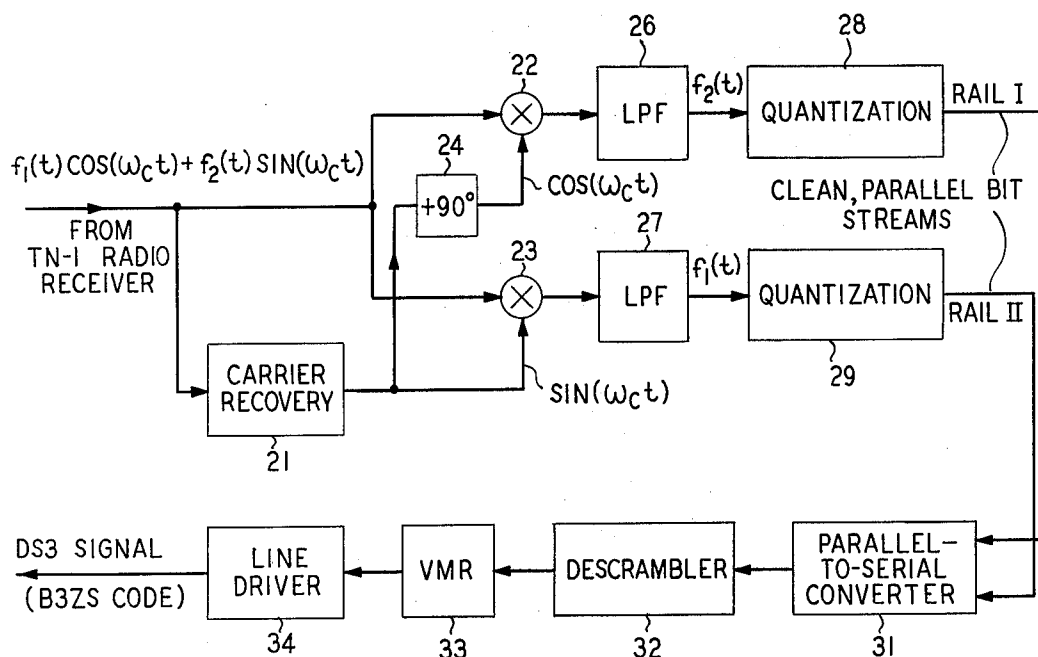 26
28
22
f₂(t)
RAIL I
LPF
QUANTIZATION
24
f₁(t) COS(ω_C t) + f₂(t) SIN(ω_C t)
+90°
COS(ω_C t)
CLEAN, PARALLEL BIT
STREAMS
FROM
TN-1 RADIO
RECEIVER
27
23
f₁(t)
LPF
QUANTIZATION
RAIL II
29
CARRIER
RECOVERY
SIN(ω_C t)
21
DS3 SIGNAL
(B3ZS CODE)
LINE
DRIVER
VMR
DESCRAMBLER
PARALLEL–
TO-SERIAL
CONVERTER
34
33
32
31